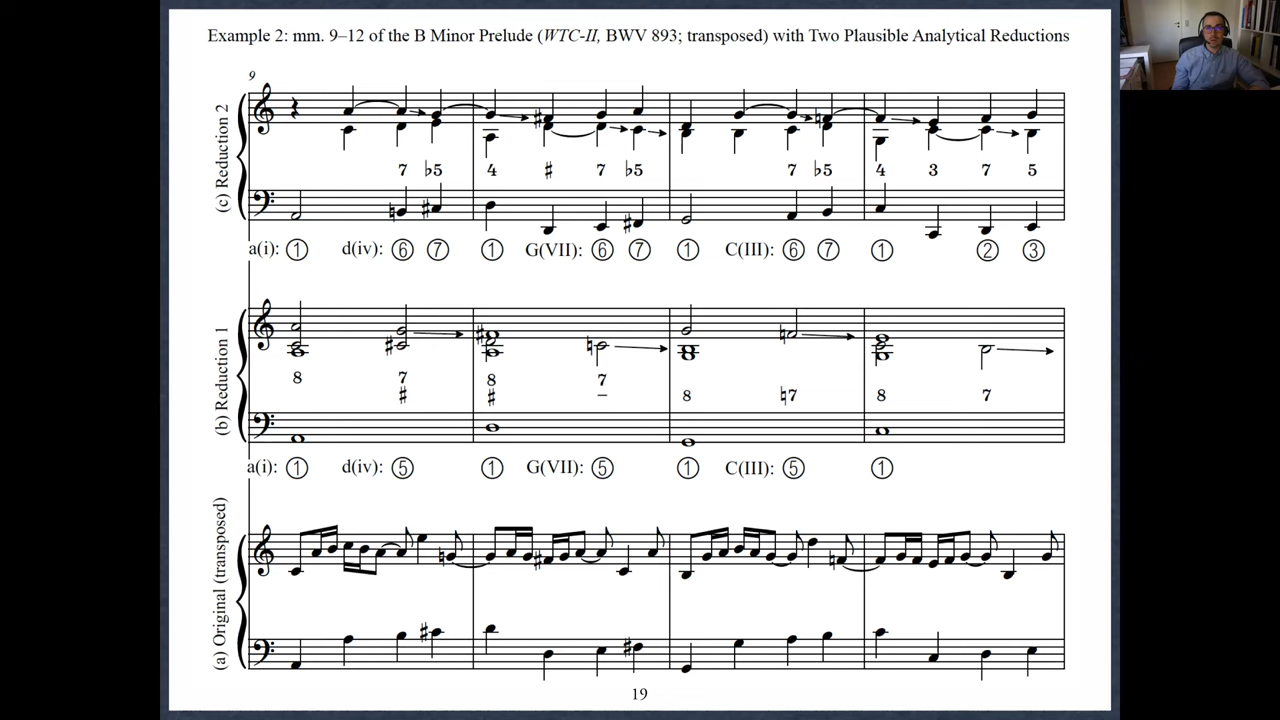 Example 2: mm. 9–12 of the B Minor Prelude (WTC-II, BWV 893; transposed) with Two Plausible Analytical Reductions
9
(c) Reduction 2
7 ♭5 4 ♯ 7 ♭5 7 ♭5 4 3 7 5
a(i): ① d(iv): ⑥ ⑦ ① G(VII): ⑥ ⑦ ① C(III): ⑥ ⑦ ① ② ③
(b) Reduction 1
8 7 8 7
♯ ♯ – 8 ♮7 8 7
a(i): ① d(iv): ⑤ ① G(VII): ⑤ ① C(III): ⑤ ①
(a) Original (transposed)
19